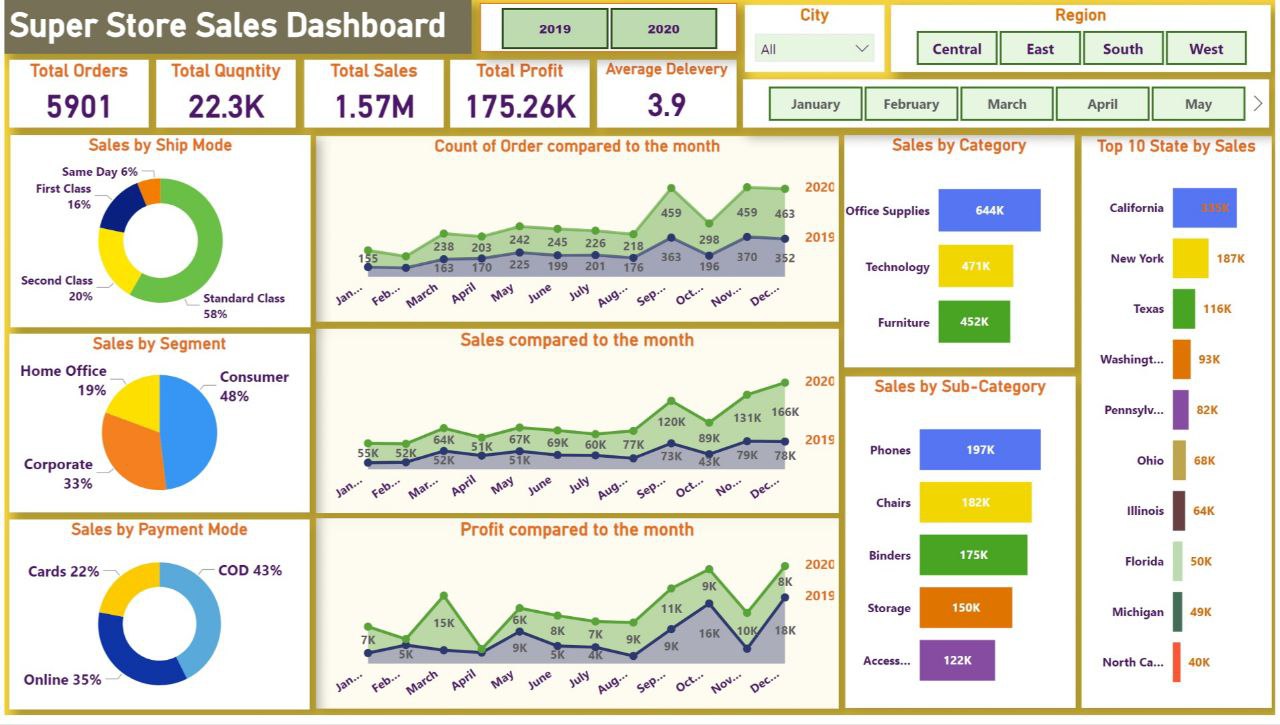 Super Store Sales Dashboard
2019
2020
City
All
Region
Central
East
South
West
Total Orders
5901
Total Quqntity
22.3K
Total Sales
1.57M
Total Profit
175.26K
Average Delevery
3.9
January
February
March
April
May
Sales by Ship Mode
Same Day 6%
First Class
16%
Second Class
20%
Standard Class
58%
Sales by Segment
Home Office
19%
Consumer
48%
Corporate
33%
Sales by Payment Mode
Cards 22%
COD 43%
Online 35%
Count of Order compared to the month
2020
459 459 463
2019
238 203 242 245 226 218 298
155
163 170 225 199 201 176 363 196 370 352
Jan... Feb... March April May June July Aug... Sep... Oct... Nov... Dec...
Sales compared to the month
2020
166K
120K 131K
2019
64K 51K 67K 69K 60K 77K 89K
55K 52K
52K 51K 73K 43K 79K 78K
Jan... Feb... Mar... April May June July Aug... Sep... Oct... No... Dec...
Profit compared to the month
2020
8K
9K
2019
11K
15K 6K
7K 8K 7K 9K 16K 10K 18K
5K 9K 5K 4K 9K
Jan... Feb... March April May June July Aug... Sep... Oct... Nov... Dec...
Sales by Category
Office Supplies 644K
Technology 471K
Furniture 452K
Sales by Sub-Category
Phones 197K
Chairs 182K
Binders 175K
Storage 150K
Access... 122K
Top 10 State by Sales
California 335K
New York 187K
Texas 116K
Washingt... 93K
Pennsylv... 82K
Ohio 68K
Illinois 64K
Florida 50K
Michigan 49K
North Ca... 40K